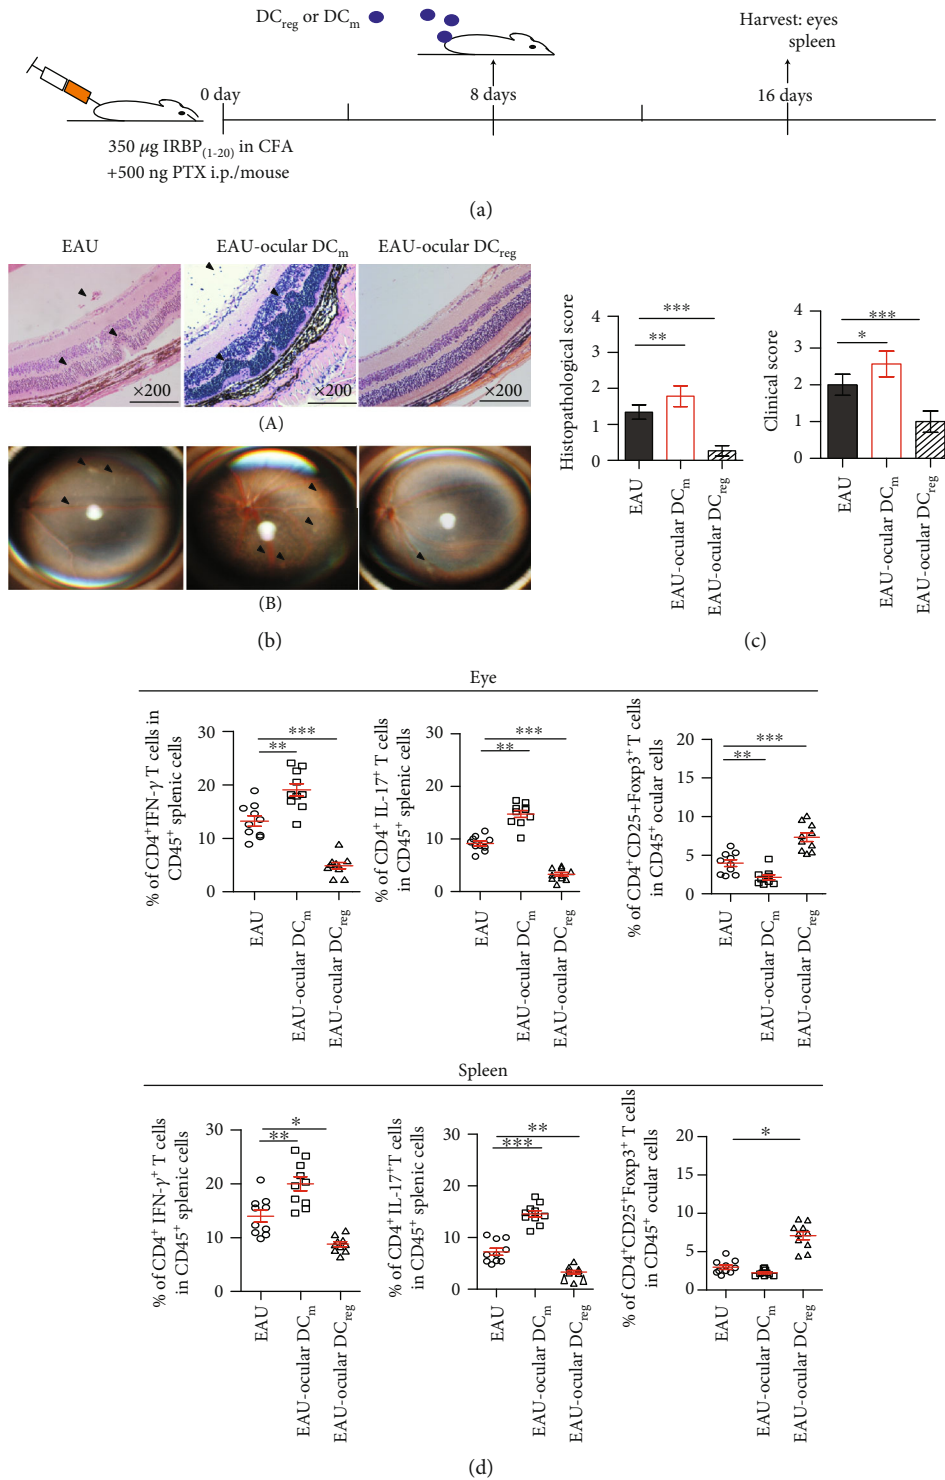 DCreg or DCm
Harvest: eyes
spleen
0 day
8 days
16 days
350 μg IRBP(1-20) in CFA
+500 ng PTX i.p./mouse
(a)
EAU
EAU-ocular DCm
EAU-ocular DCreg
×200
×200
×200
(A)
(B)
(b)
Histopathological score
4
3
2
1
0
***
**
EAU
EAU-ocular DCm
EAU-ocular DCreg
Clinical score
4
3
2
1
0
***
*
EAU
EAU-ocular DCm
EAU-ocular DCreg
(c)
Eye
% of CD4+IFN-γ T cells in
CD45+ splenic cells
30
20
10
0
***
**
EAU
EAU-ocular DCm
EAU-ocular DCreg
% of CD4+ IL-17+ T cells
in CD45+ splenic cells
30
20
10
0
***
**
EAU
EAU-ocular DCm
EAU-ocular DCreg
% of CD4+CD25+Foxp3+ T cells
in CD45+ ocular cells
20
15
10
5
0
***
**
EAU
EAU-ocular DCm
EAU-ocular DCreg
Spleen
% of CD4+ IFN-γ+ T cells
in CD45+ splenic cells
30
20
10
0
*
**
EAU
EAU-ocular DCm
EAU-ocular DCreg
% of CD4+ IL-17+T cells
in CD45+ splenic cells
30
20
10
0
**
***
EAU
EAU-ocular DCm
EAU-ocular DCreg
% of CD4+CD25+Foxp3+ T cells
in CD45+ ocular cells
20
15
10
5
0
*
EAU
EAU-ocular DCm
EAU-ocular DCreg
(d)